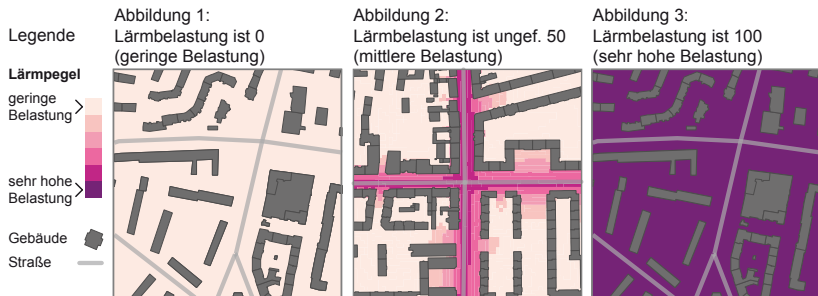 Legende
Lärmpegel
geringe
Belastung
sehr hohe
Belastung
Gebäude
Straße
Abbildung 1:
Lärmbelastung ist 0
(geringe Belastung)
Abbildung 2:
Lärmbelastung ist ungef. 50
(mittlere Belastung)
Abbildung 3:
Lärmbelastung ist 100
(sehr hohe Belastung)